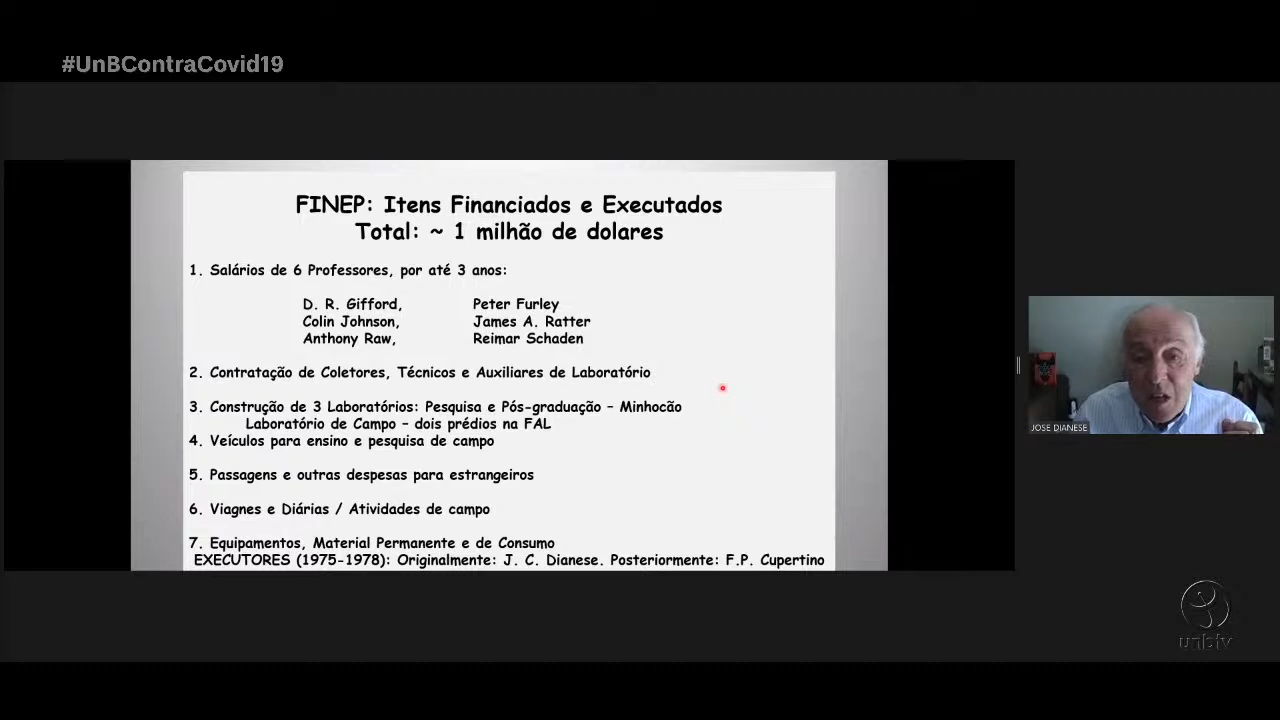 #UnBContraCovid19
FINEP: Itens Financiados e Executados
Total: ~ 1 milhão de dolares
1. Salários de 6 Professores, por até 3 anos:
D. R. Gifford, Peter Furley
Colin Johnson, James A. Ratter
Anthony Raw, Reimar Schaden
2. Contratação de Coletores, Técnicos e Auxiliares de Laboratório
3. Construção de 3 Laboratórios: Pesquisa e Pós-graduação – Minhocão
Laboratório de Campo – dois prédios na FAL
4. Veículos para ensino e pesquisa de campo
5. Passagens e outras despesas para estrangeiros
6. Viagnes e Diárias / Atividades de campo
7. Equipamentos, Material Permanente e de Consumo
EXECUTORES (1975-1978): Originalmente: J. C. Dianese. Posteriormente: F.P. Cupertino
JOSE DIANESE
unbtv